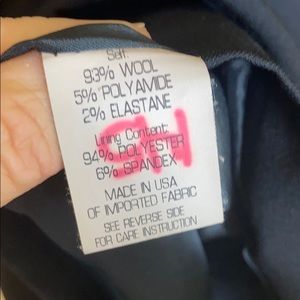 Self:
93% WOOL
5% POLYAMIDE
2% ELASTANE
Lining Content:
94% POLYESTER
6% SPANDEX
MADE IN USA
OF IMPORTED FABRIC
SEE REVERSE SIDE
FOR CARE INSTRUCTION